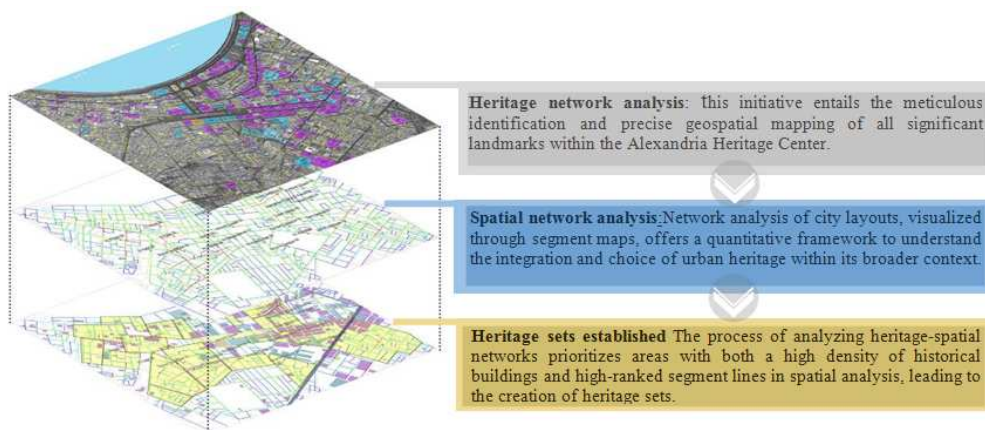 Heritage network analysis: This initiative entails the meticulous
identification and precise geospatial mapping of all significant
landmarks within the Alexandria Heritage Center.
Spatial network analysis:Network analysis of city layouts, visualized
through segment maps, offers a quantitative framework to understand
the integration and choice of urban heritage within its broader context.
Heritage sets established The process of analyzing heritage-spatial
networks prioritizes areas with both a high density of historical
buildings and high-ranked segment lines in spatial analysis, leading to
the creation of heritage sets.